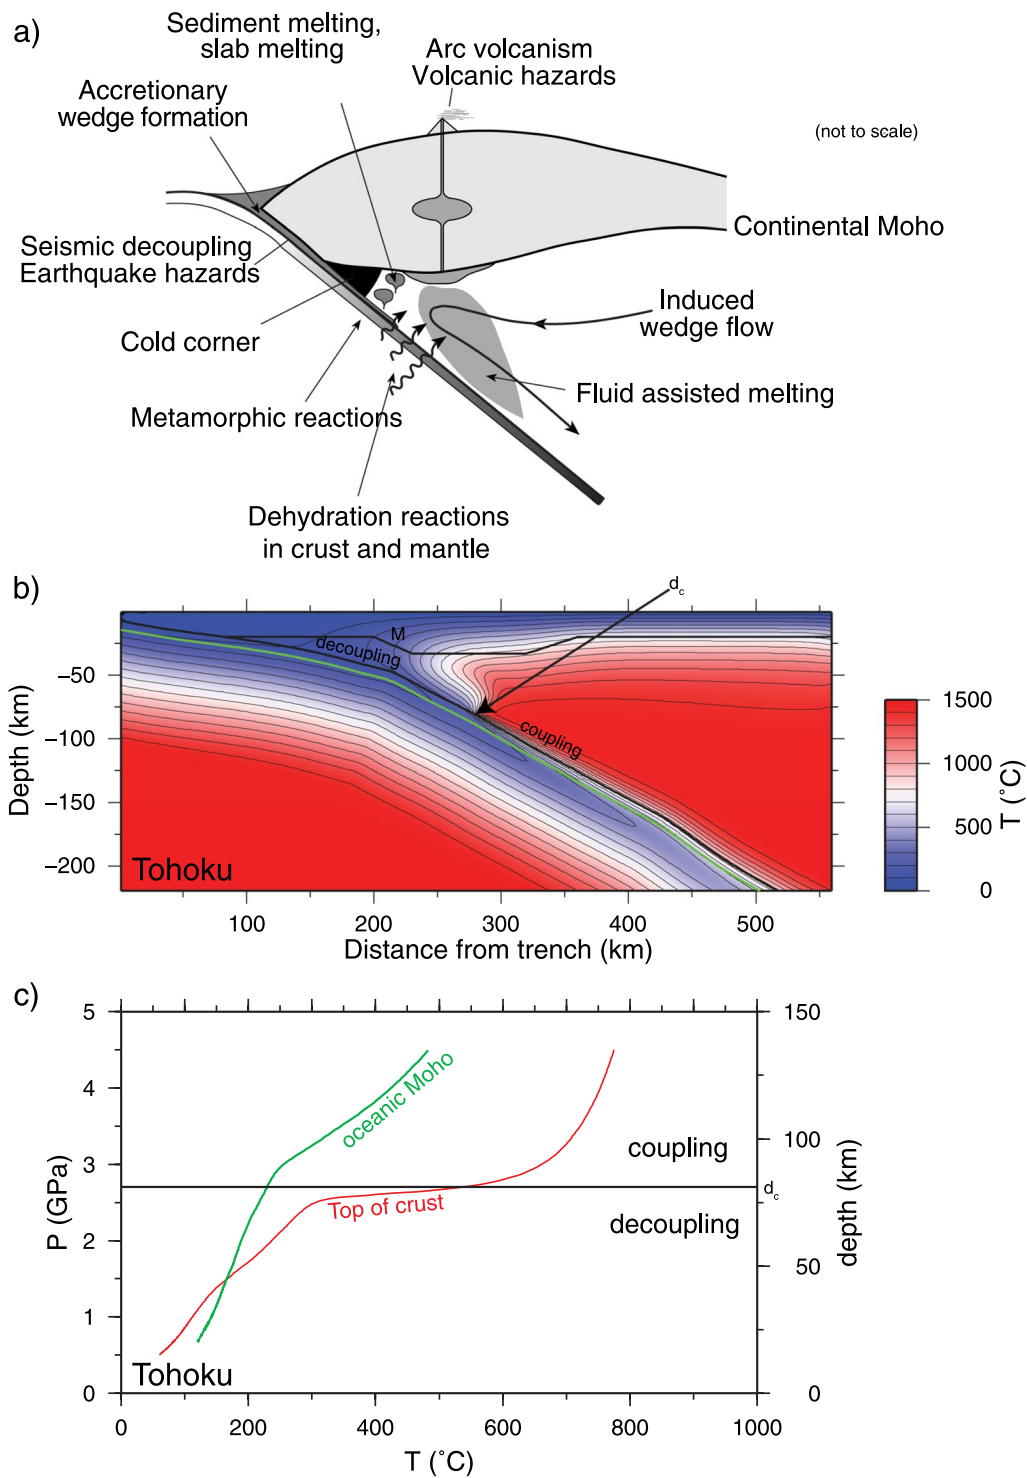 a)
Sediment melting,
slab melting
Arc volcanism
Volcanic hazards
Accretionary
wedge formation
(not to scale)
Continental Moho
Seismic decoupling
Earthquake hazards
Induced
wedge flow
Cold corner
Fluid assisted melting
Metamorphic reactions
Dehydration reactions
in crust and mantle
b)
dc
M
decoupling
coupling
−50
−100
−150
−200
Depth (km)
Tohoku
100
200
300
400
500
Distance from trench (km)
1500
1000
500
0
T (˚C)
c)
5
4
3
2
1
0
P (GPa)
150
100
50
0
depth (km)
oceanic Moho
Top of crust
coupling
dc
decoupling
Tohoku
0
200
400
600
800
1000
T (˚C)